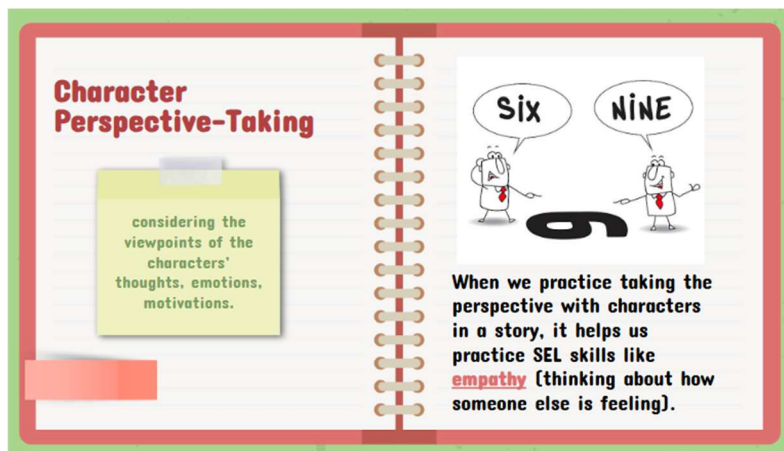 Character
Perspective-Taking
considering the
viewpoints of the
characters'
thoughts, emotions,
motivations.
SIX
NINE
When we practice taking the
perspective with characters
in a story, it helps us
practice SEL skills like
empathy (thinking about how
someone else is feeling).